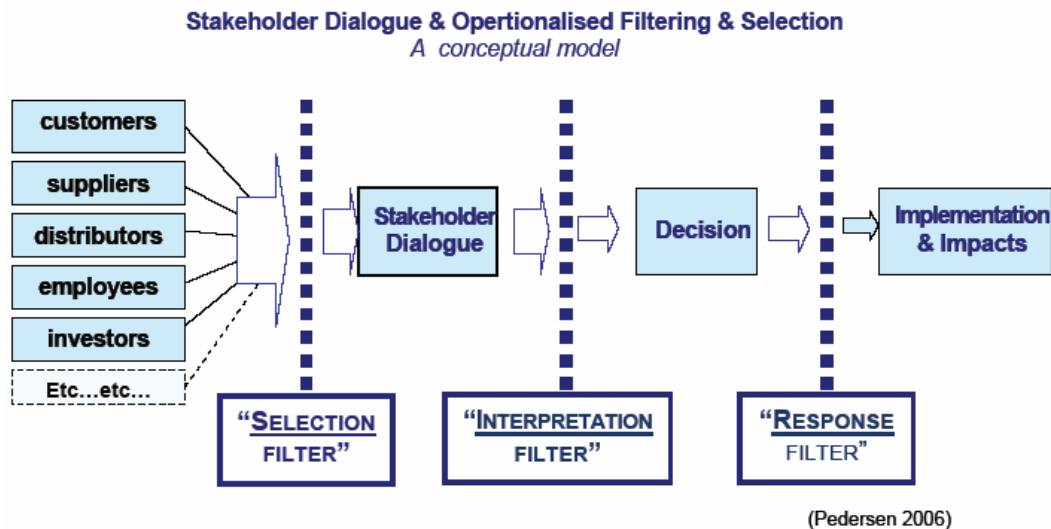 Stakeholder Dialogue & Opertionalised Filtering & Selection
A conceptual model
customers
suppliers
distributors
employees
investors
Etc...etc...
Stakeholder
Dialogue
Decision
Implementation
& Impacts
“SELECTION
FILTER”
“INTERPRETATION
FILTER”
“RESPONSE
FILTER”
(Pedersen 2006)